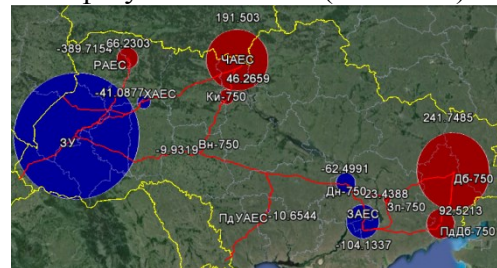 191.503
-389.7154 66.2303
РАЕС ЧАЕС
-41.0877 ХАЕС 46.2659
Ки-750
241.7485
ЗУ -9.9319 Вн-750
-62.4991
Дн-750 23.4388 Дб-750
Зп-750
ПдУАЕС -10.6544 ЗАЕС 92.5213
ПдДб-750
-104.1337